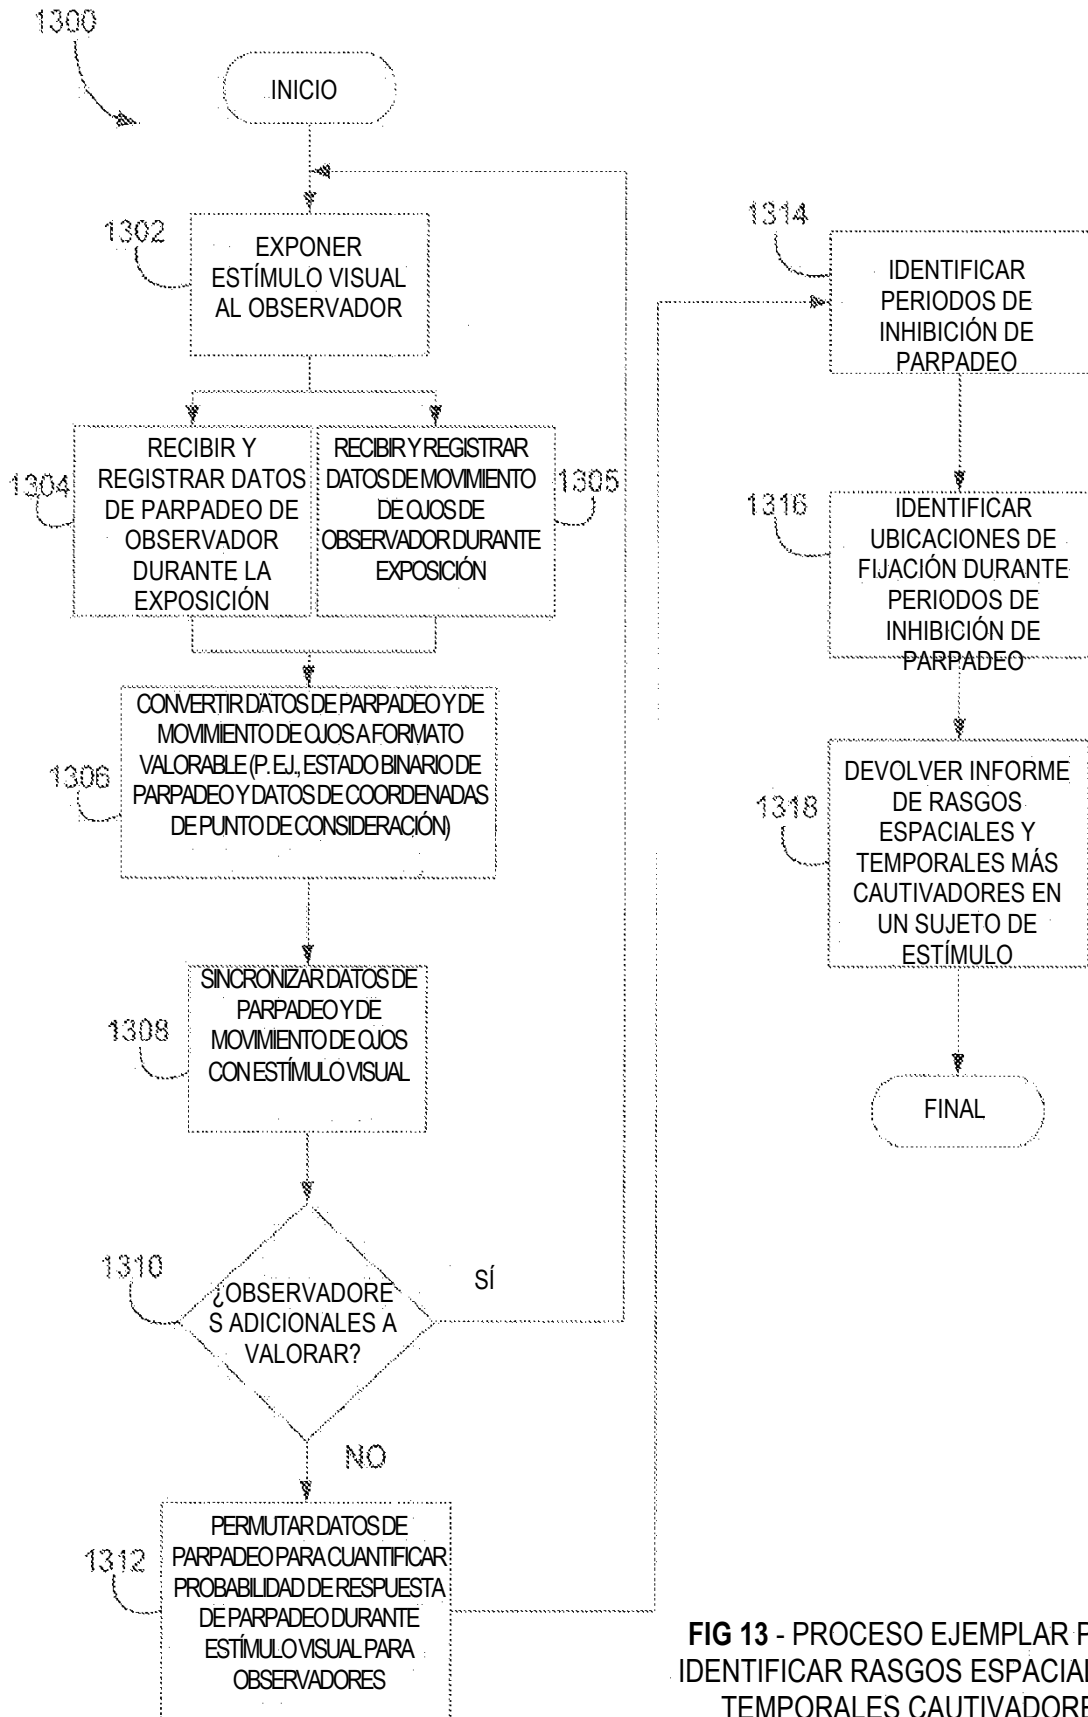 1300
INICIO
1302
EXPONER
ESTÍMULO VISUAL
AL OBSERVADOR
1304
RECIBIR Y
REGISTRAR DATOS
DE PARPADEO DE
OBSERVADOR
DURANTE LA
EXPOSICIÓN
RECIBIR Y REGISTRAR
DATOS DE MOVIMIENTO
DE OJOS DE
OBSERVADOR DURANTE
EXPOSICIÓN
1305
1306
CONVERTIR DATOS DE PARPADEO Y DE
MOVIMIENTO DE OJOS A FORMATO
VALORABLE (P. EJ., ESTADO BINARIO DE
PARPADEO Y DATOS DE COORDENADAS
DE PUNTO DE CONSIDERACIÓN)
1308
SINCRONIZAR DATOS DE
PARPADEO Y DE
MOVIMIENTO DE OJOS
CON ESTÍMULO VISUAL
1310
¿OBSERVADORE
S ADICIONALES A
VALORAR?
SÍ
NO
1312
PERMUTAR DATOS DE
PARPADEO PARA CUANTIFICAR
PROBABILIDAD DE RESPUESTA
DE PARPADEO DURANTE
ESTÍMULO VISUAL PARA
OBSERVADORES
1314
IDENTIFICAR
PERIODOS DE
INHIBICIÓN DE
PARPADEO
1316
IDENTIFICAR
UBICACIONES DE
FIJACIÓN DURANTE
PERIODOS DE
INHIBICIÓN DE
PARPADEO
1318
DEVOLVER INFORME
DE RASGOS
ESPACIALES Y
TEMPORALES MÁS
CAUTIVADORES EN
UN SUJETO DE
ESTÍMULO
FINAL
FIG 13 - PROCESO EJEMPLAR
IDENTIFICAR RASGOS
TEMPORALES